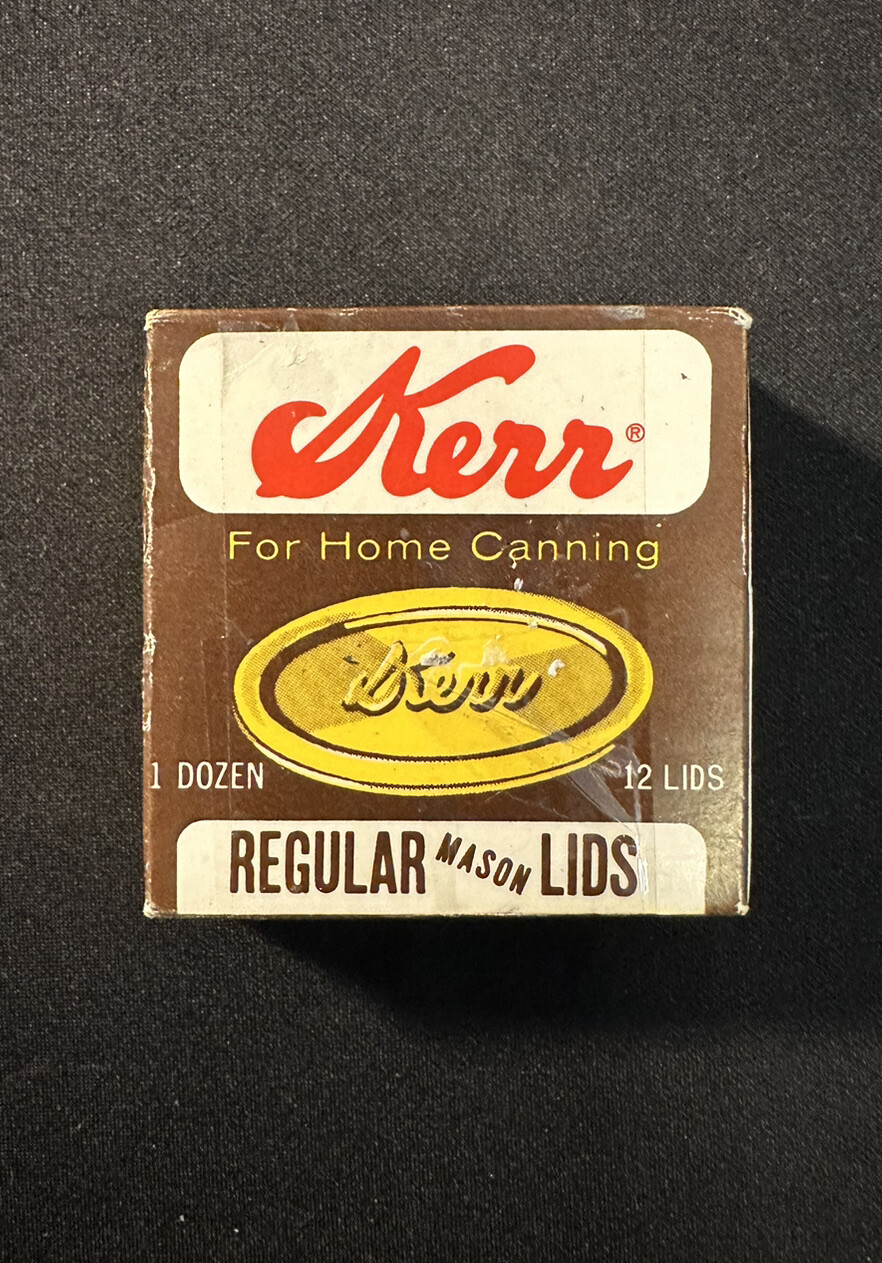 Kerr®
For Home Canning
Kerr
1 DOZEN 12 LIDS
REGULAR MASON LIDS